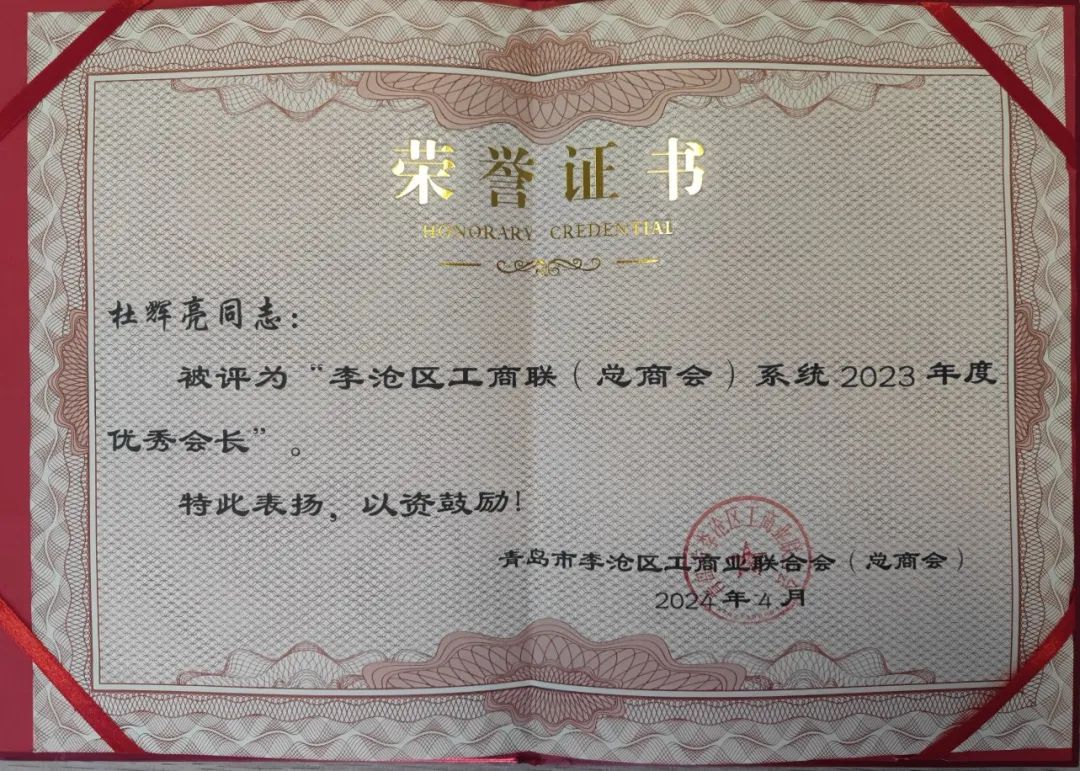 荣誉证书
HONORARY CREDENTIAL
杜辉亮同志：
被评为“李沧区工商联（总商会）系统2023年度
优秀会长”。
特此表扬，以资鼓励！
青岛市李沧区工商业联合会（总商会）
2024年4月